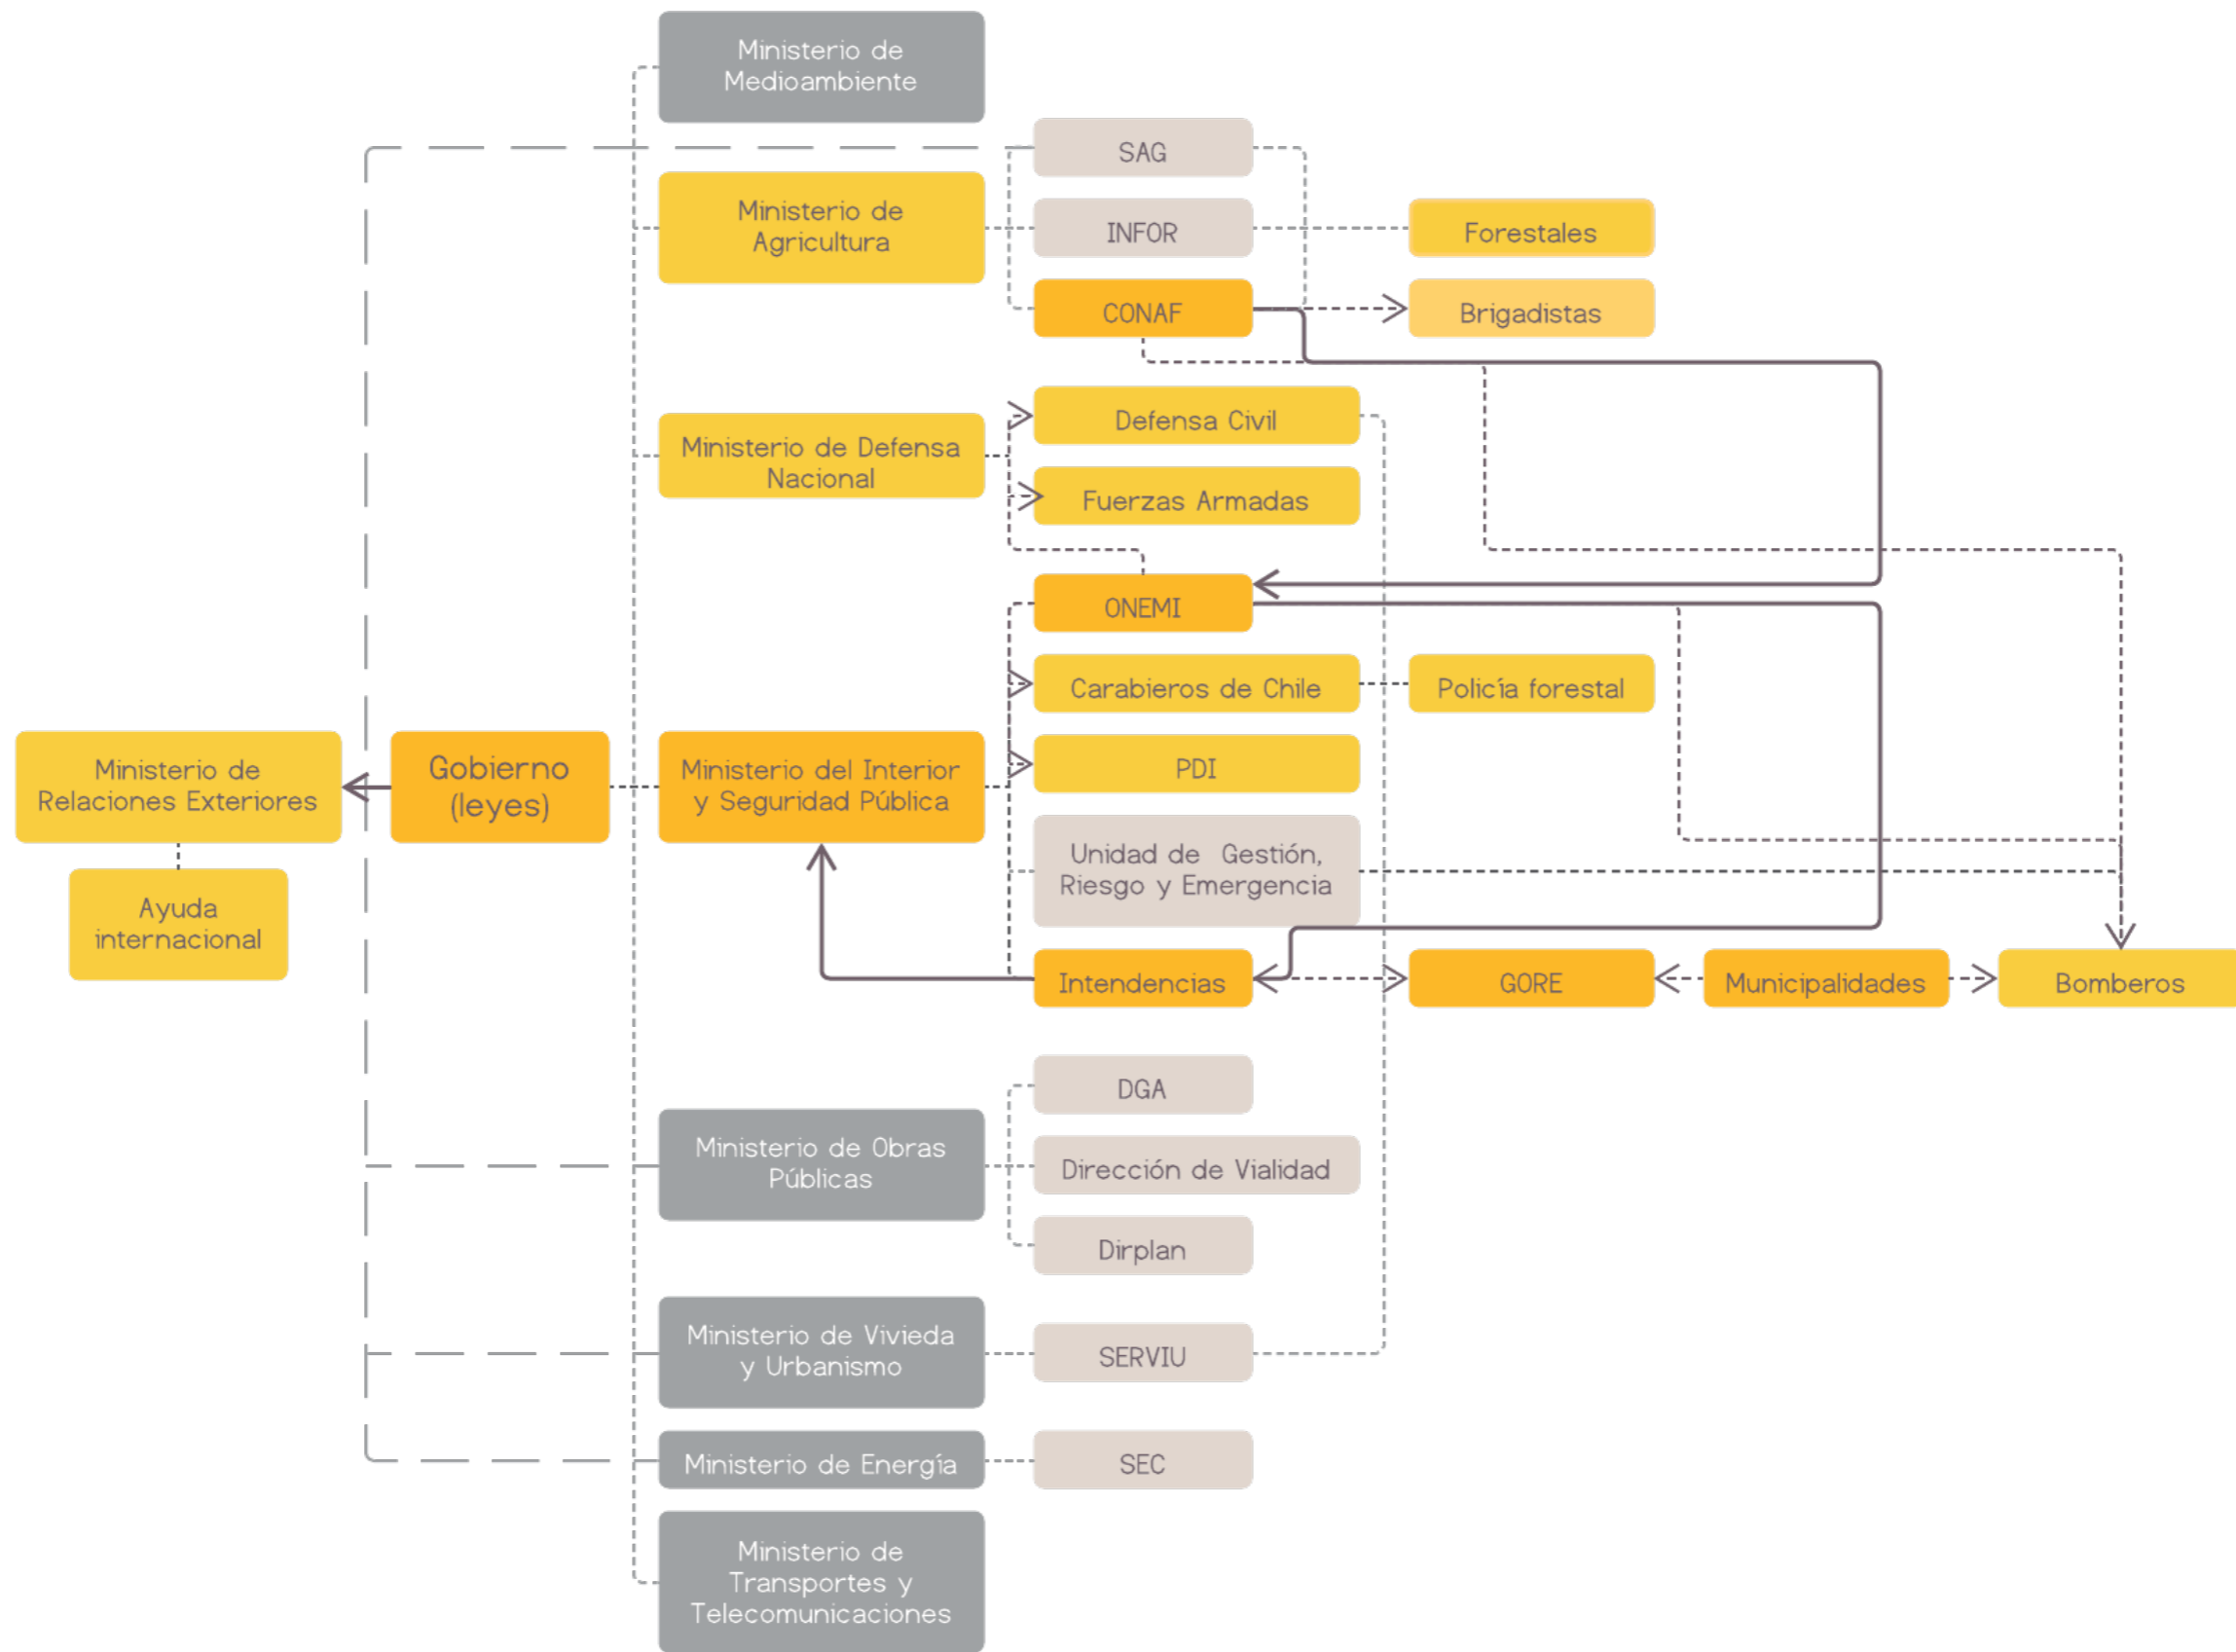 Ministerio de
Medioambiente
SAG
Ministerio de
Agricultura
INFOR
Forestales
CONAF
Brigadistas
Defensa Civil
Ministerio de Defensa
Nacional
Fuerzas Armadas
ONEMI
Carabieros de Chile
Policía forestal
Ministerio de
Relaciones Exteriores
Gobierno
(leyes)
Ministerio del Interior
y Seguridad Pública
PDI
Unidad de Gestión,
Riesgo y Emergencia
Ayuda
internacional
Intendencias
GORE
Municipalidades
Bomberos
DGA
Ministerio de Obras
Públicas
Dirección de Vialidad
Dirplan
Ministerio de Vivieda
y Urbanismo
SERVIU
Ministerio de Energía
SEC
Ministerio de
Transportes y
Telecomunicaciones